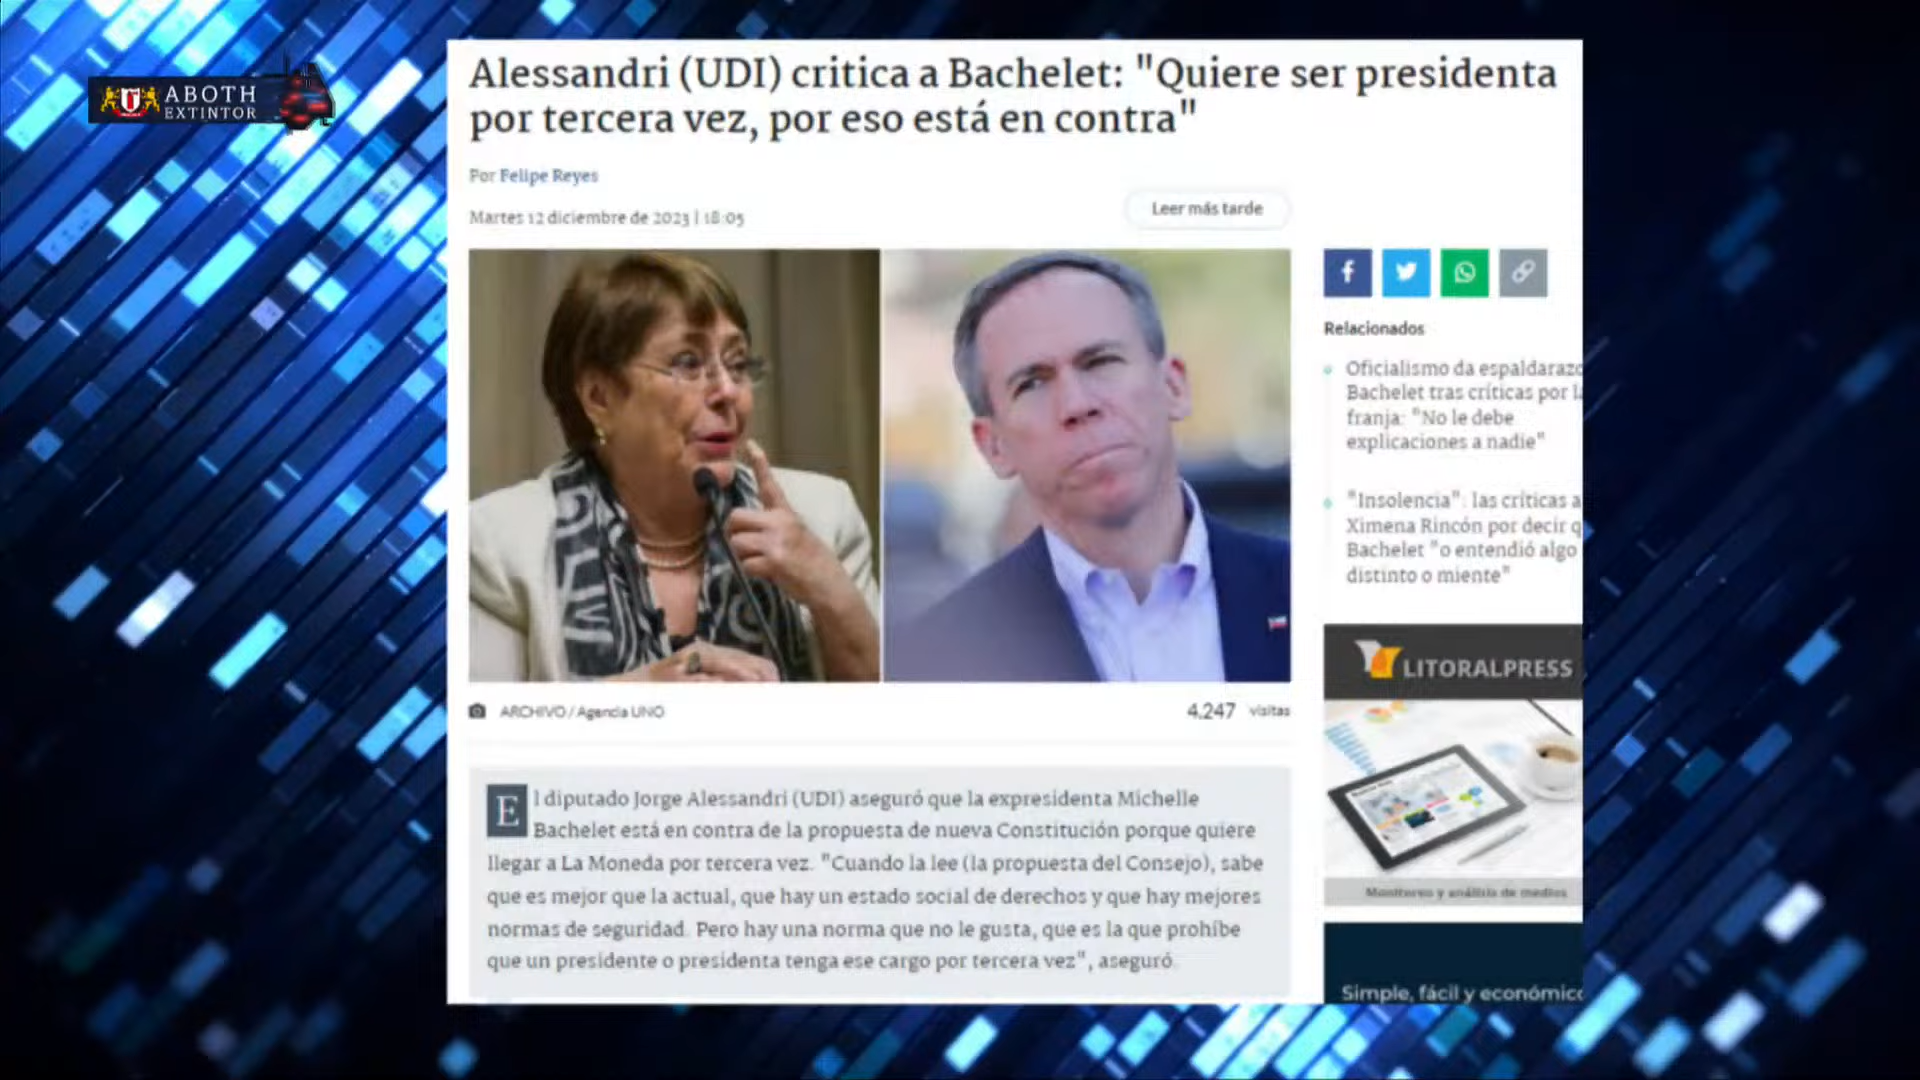 ABOTH
EXTINTOR
Alessandri (UDI) critica a Bachelet: "Quiere ser presidenta
por tercera vez, por eso está en contra"
Por Felipe Reyes
Martes 12 diciembre de 2023 | 18:05
Leer más tarde
Relacionados
Oficialismo da espaldarazo
Bachelet tras críticas por la
franja: "No le debe
explicaciones a nadie"
"Insolencia": las críticas a
Ximena Rincón por decir q
Bachelet "o entendió algo
distinto o miente"
ARCHIVO / Agencia UNO
4.247 visitas
LITORALPRESS
Monitoreo y análisis de medios
El diputado Jorge Alessandri (UDI) aseguró que la expresidenta Michelle
Bachelet está en contra de la propuesta de nueva Constitución porque quiere
llegar a La Moneda por tercera vez. "Cuando la lee (la propuesta del Consejo), sabe
que es mejor que la actual, que hay un estado social de derechos y que hay mejores
normas de seguridad. Pero hay una norma que no le gusta, que es la que prohíbe
que un presidente o presidenta tenga ese cargo por tercera vez", aseguró.
Simple, fácil y económico